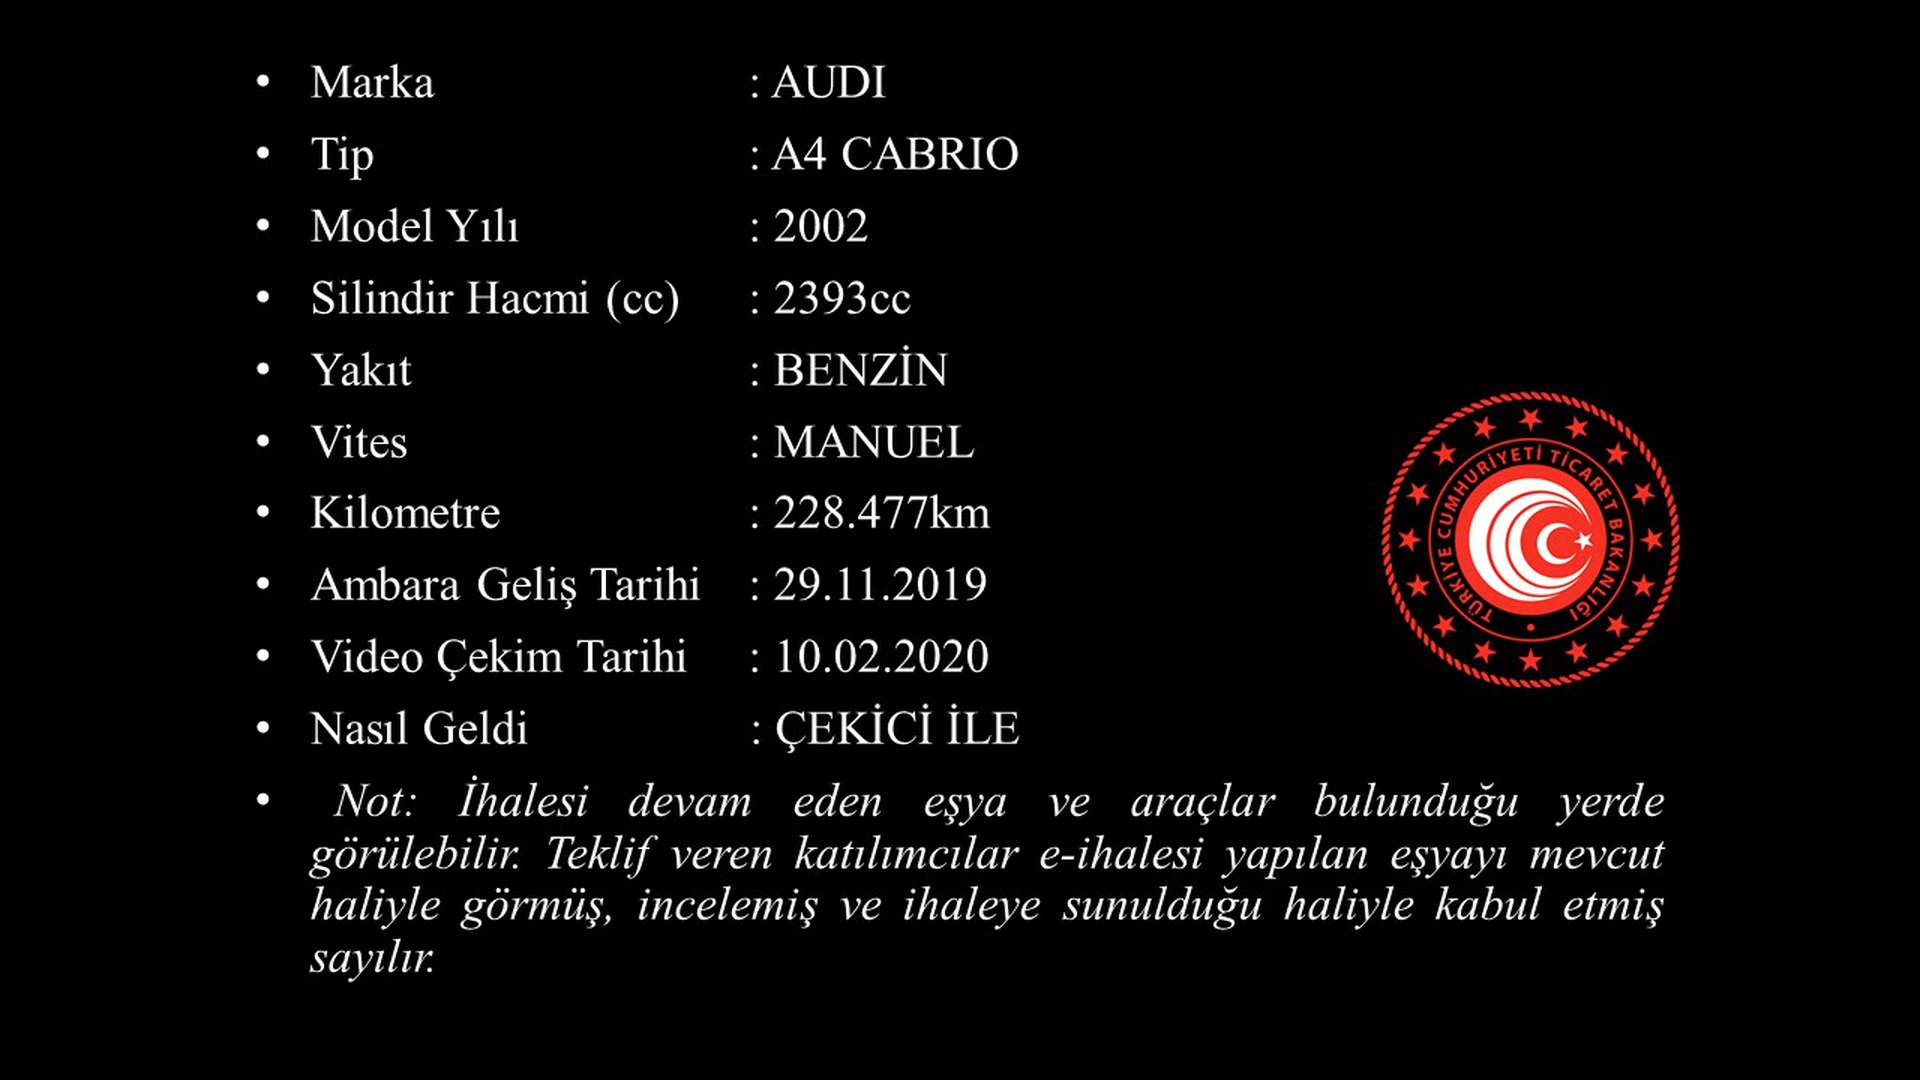 • Marka : AUDI
• Tip : A4 CABRIO
• Model Yılı : 2002
• Silindir Hacmi (cc) : 2393cc
• Yakıt : BENZİN
• Vites : MANUEL
• Kilometre : 228.477km
• Ambara Geliş Tarihi : 29.11.2019
• Video Çekim Tarihi : 10.02.2020
• Nasıl Geldi : ÇEKİCİ İLE
• Not: İhalesi devam eden eşya ve araçlar bulunduğu yerde
görülebilir. Teklif veren katılımcılar e-ihalesi yapılan eşyayı mevcut
haliyle görmüş, incelemiş ve ihaleye sunulduğu haliyle kabul etmiş
sayılır.
TÜRKİYE CUMHURİYETİ TİCARET BAKANLIĞI